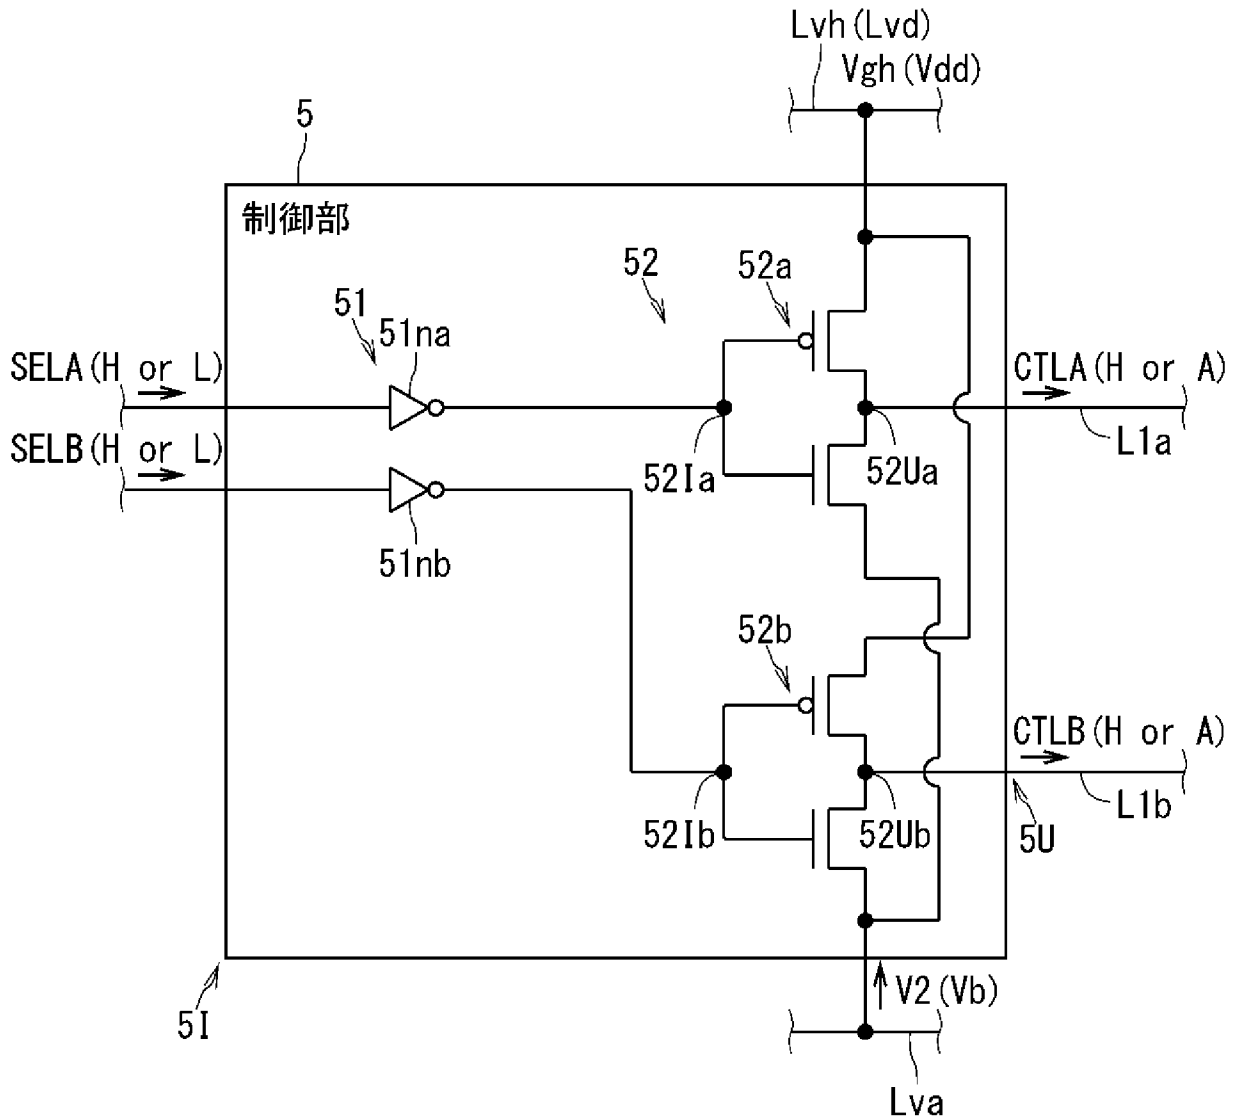 Lvh(Lvd)
Vgh(Vdd)
5
制御部
52
52a
51
51na
SELA(H or L)
CTLA(H or A)
L1a
SELB(H or L)
52Ia
52Ua
51nb
52b
CTLB(H or A)
L1b
52Ib
52Ub
5U
V2(Vb)
5I
Lva